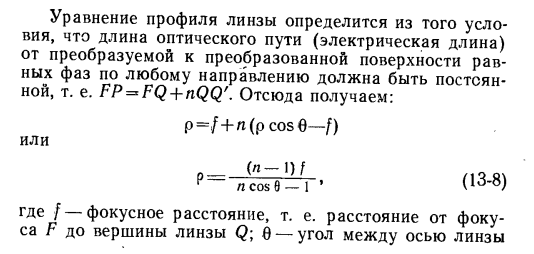 Уравнение профиля линзы определится из того усло-
вия, что длина оптического пути (электрическая длина)
от преобразуемой к преобразованной поверхности рав-
ных фаз по любому направлению должна быть постоян-
ной, т. е. FP=FQ+nQQ′. Отсюда получаем:
ρ=f+n(ρ cos θ—f)
или
ρ= (n — 1) f / n cos θ — 1 , (13-8)
где f — фокусное расстояние, т. е. расстояние от фоку-
са F до вершины линзы Q; θ — угол между осью линзы